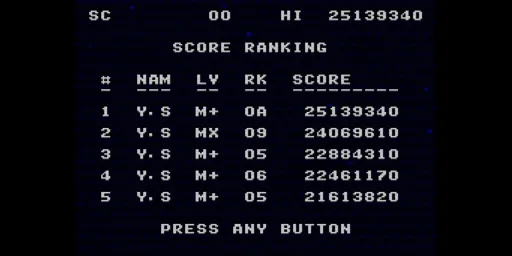 SC 00 HI 25139340
SCORE RANKING
# NAM LV RK SCORE
1 Y.S M+ 0A 25139340
2 Y.S MX 09 24069610
3 Y.S M+ 05 22884310
4 Y.S M+ 06 22461170
5 Y.S M+ 05 21613820
PRESS ANY BUTTON